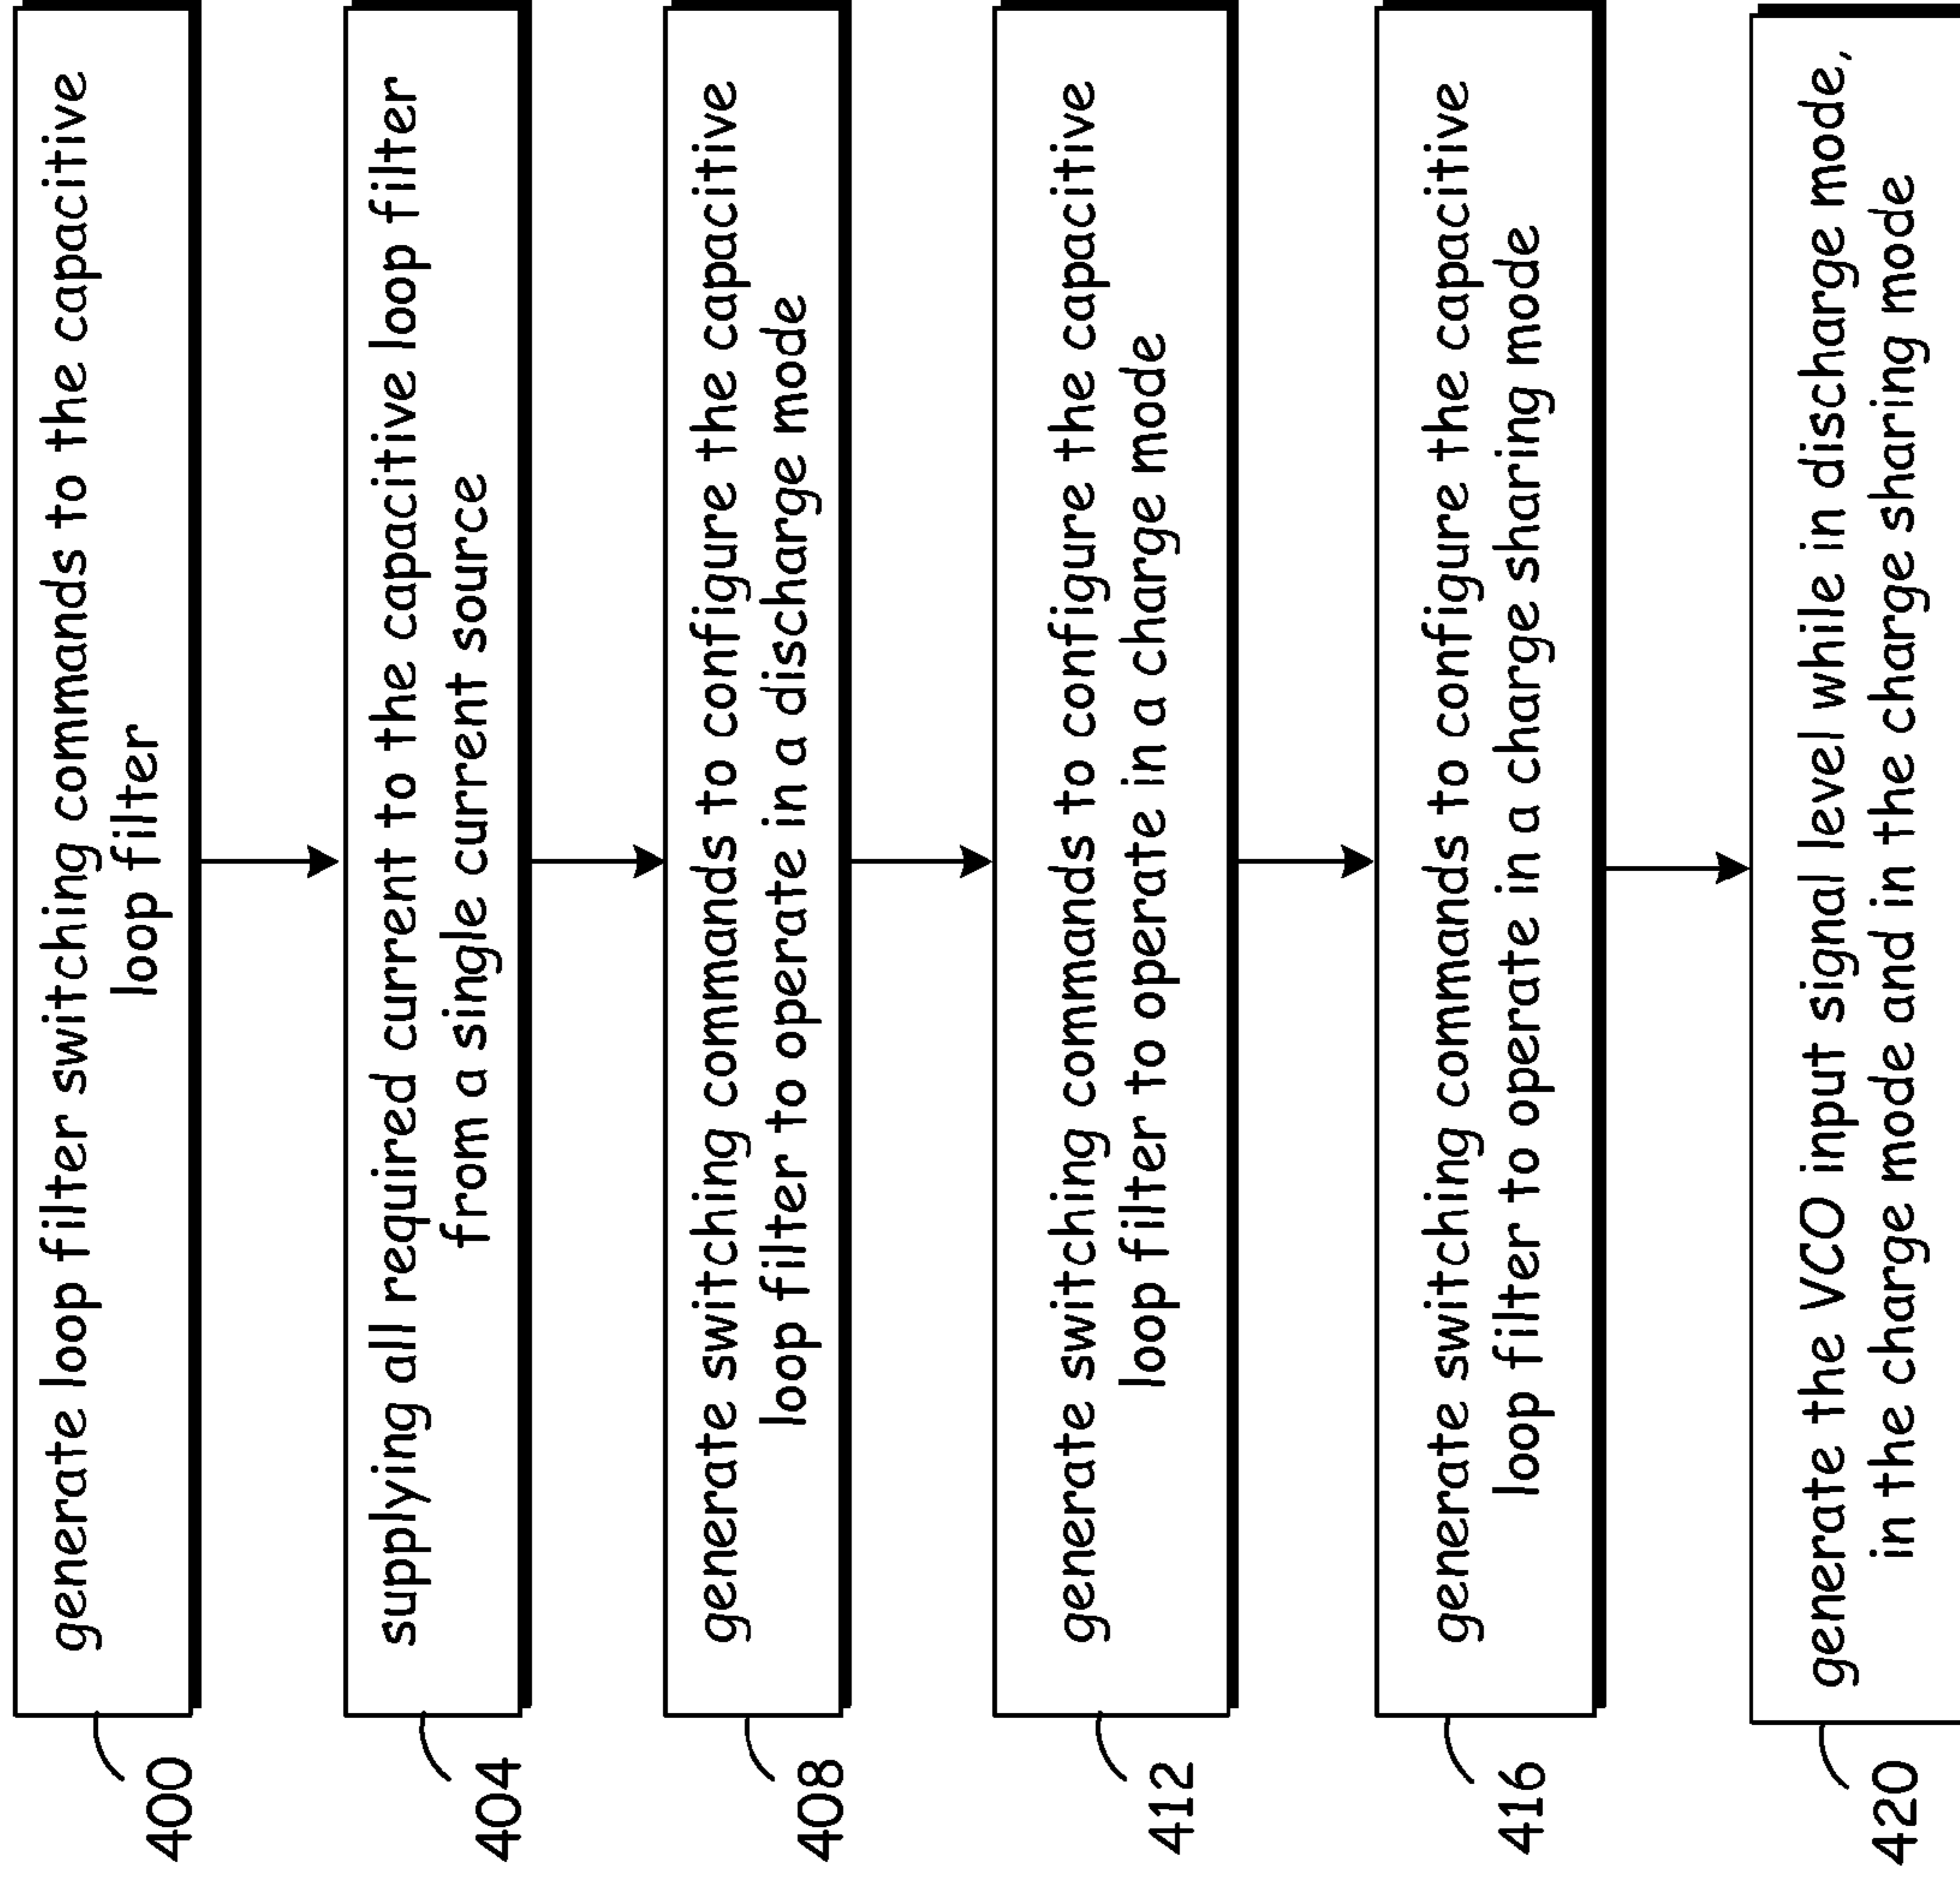 400
generate loop filter switching commands to the capacitive
loop filter
404
supplying all required current to the capacitive loop filter
from a single current source
408
generate switching commands to configure the capacitive
loop filter to operate in a discharge mode
412
generate switching commands to configure the capacitive
loop filter to operate in a charge mode
416
generate switching commands to configure the capacitive
loop filter to operate in a charge sharing mode
420
generate the VCO input signal level while in discharge mode,
in the charge mode and in the charge sharing mode